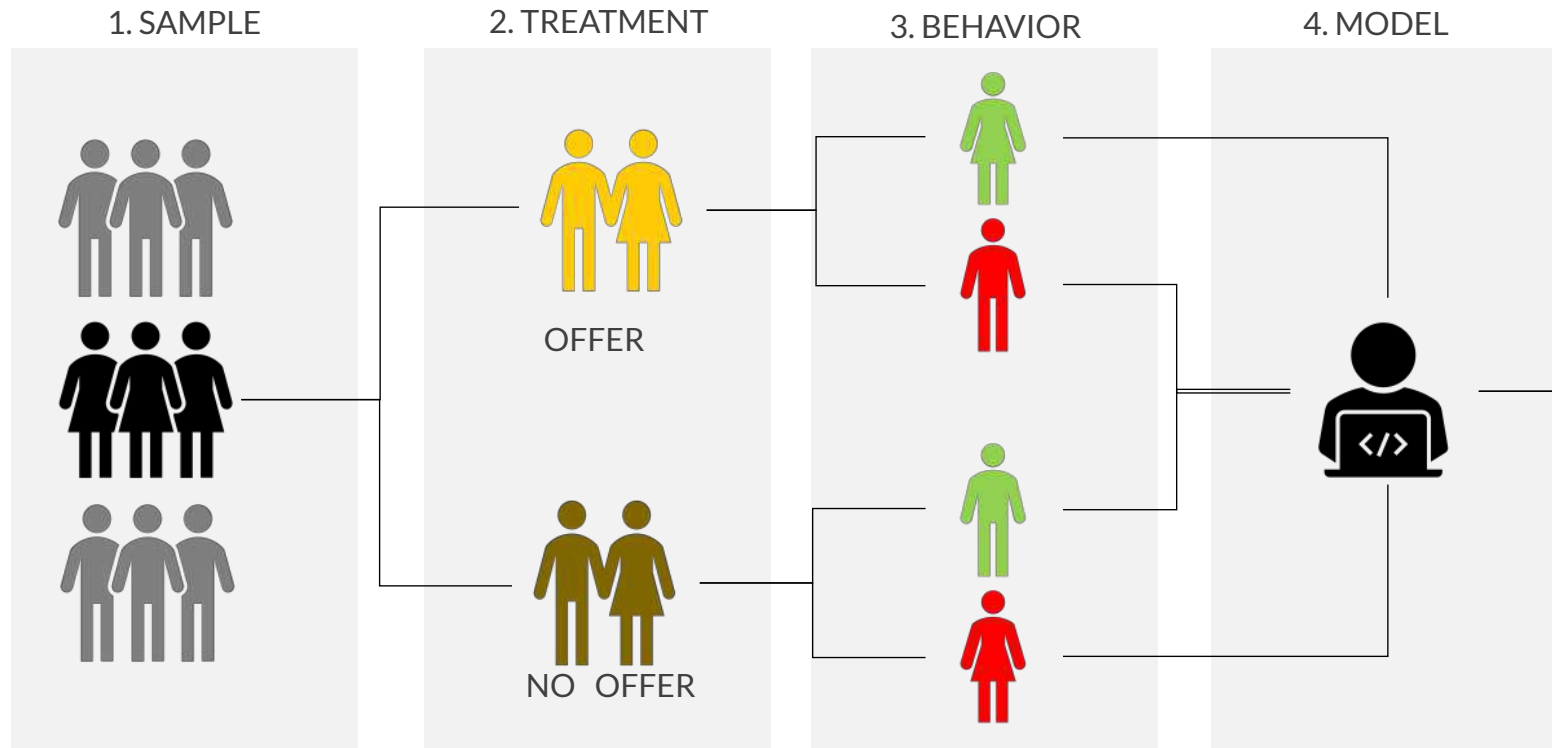 1. SAMPLE
2. TREATMENT
3. BEHAVIOR
4. MODEL
OFFER
</>
NO OFFER